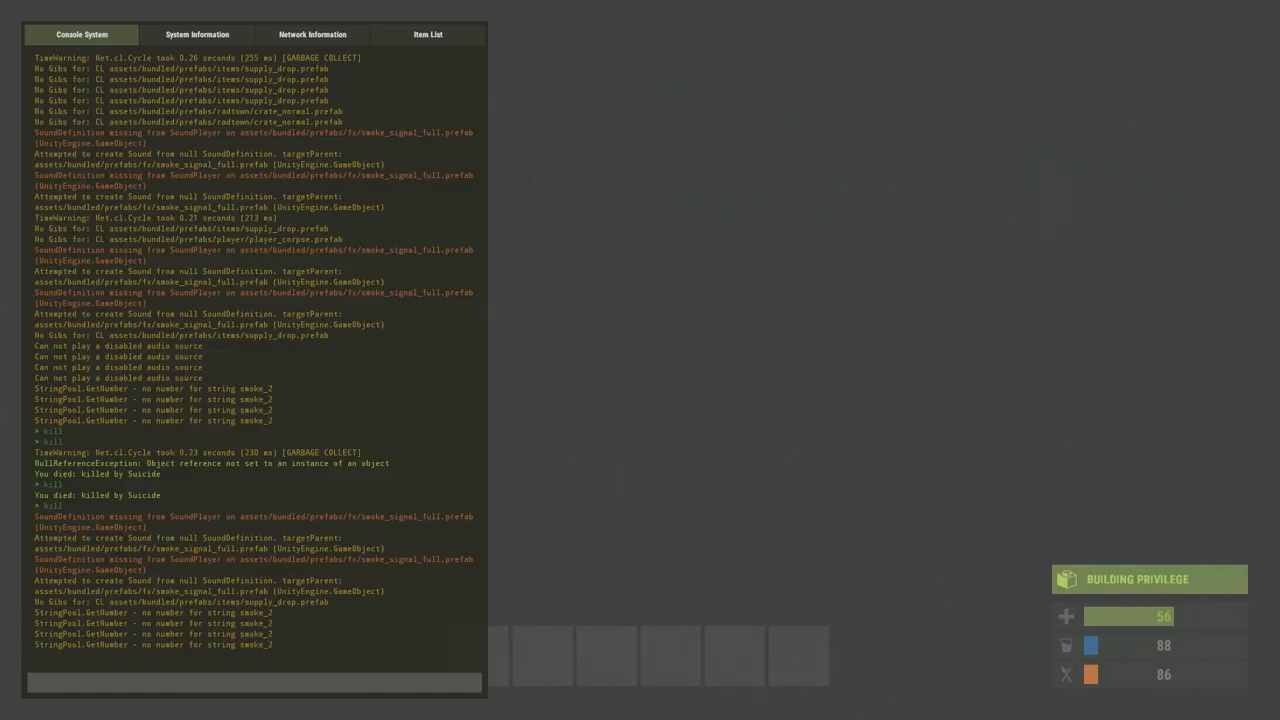 Console System
System Information
Network Information
Item List
TimeWarning: Net.cl.Cycle took 0.26 seconds (255 ms) [GARBAGE COLLECT]
No Gibs for: CL assets/bundled/prefabs/items/supply_drop.prefab
No Gibs for: CL assets/bundled/prefabs/items/supply_drop.prefab
No Gibs for: CL assets/bundled/prefabs/items/supply_drop.prefab
No Gibs for: CL assets/bundled/prefabs/items/supply_drop.prefab
No Gibs for: CL assets/bundled/prefabs/radtown/crate_normal.prefab
No Gibs for: CL assets/bundled/prefabs/radtown/crate_normal.prefab
SoundDefinition missing from SoundPlayer on assets/bundled/prefabs/fx/smoke_signal_full.prefab
(UnityEngine.GameObject)
Attempted to create Sound from null SoundDefinition. targetParent:
assets/bundled/prefabs/fx/smoke_signal_full.prefab (UnityEngine.GameObject)
SoundDefinition missing from SoundPlayer on assets/bundled/prefabs/fx/smoke_signal_full.prefab
(UnityEngine.GameObject)
Attempted to create Sound from null SoundDefinition. targetParent:
assets/bundled/prefabs/fx/smoke_signal_full.prefab (UnityEngine.GameObject)
TimeWarning: Net.cl.Cycle took 0.21 seconds (213 ms)
No Gibs for: CL assets/bundled/prefabs/items/supply_drop.prefab
No Gibs for: CL assets/bundled/prefabs/player/player_corpse.prefab
SoundDefinition missing from SoundPlayer on assets/bundled/prefabs/fx/smoke_signal_full.prefab
(UnityEngine.GameObject)
Attempted to create Sound from null SoundDefinition. targetParent:
assets/bundled/prefabs/fx/smoke_signal_full.prefab (UnityEngine.GameObject)
SoundDefinition missing from SoundPlayer on assets/bundled/prefabs/fx/smoke_signal_full.prefab
(UnityEngine.GameObject)
Attempted to create Sound from null SoundDefinition. targetParent:
assets/bundled/prefabs/fx/smoke_signal_full.prefab (UnityEngine.GameObject)
No Gibs for: CL assets/bundled/prefabs/items/supply_drop.prefab
Can not play a disabled audio source
Can not play a disabled audio source
Can not play a disabled audio source
Can not play a disabled audio source
StringPool.GetNumber - no number for string smoke_2
StringPool.GetNumber - no number for string smoke_2
StringPool.GetNumber - no number for string smoke_2
StringPool.GetNumber - no number for string smoke_2
> kill
> kill
TimeWarning: Net.cl.Cycle took 0.23 seconds (230 ms) [GARBAGE COLLECT]
NullReferenceException: Object reference not set to an instance of an object
You died: killed by Suicide
> kill
You died: killed by Suicide
> kill
SoundDefinition missing from SoundPlayer on assets/bundled/prefabs/fx/smoke_signal_full.prefab
(UnityEngine.GameObject)
Attempted to create Sound from null SoundDefinition. targetParent:
assets/bundled/prefabs/fx/smoke_signal_full.prefab (UnityEngine.GameObject)
SoundDefinition missing from SoundPlayer on assets/bundled/prefabs/fx/smoke_signal_full.prefab
(UnityEngine.GameObject)
Attempted to create Sound from null SoundDefinition. targetParent:
assets/bundled/prefabs/fx/smoke_signal_full.prefab (UnityEngine.GameObject)
No Gibs for: CL assets/bundled/prefabs/items/supply_drop.prefab
StringPool.GetNumber - no number for string smoke_2
StringPool.GetNumber - no number for string smoke_2
StringPool.GetNumber - no number for string smoke_2
StringPool.GetNumber - no number for string smoke_2
BUILDING PRIVILEGE
56
88
86